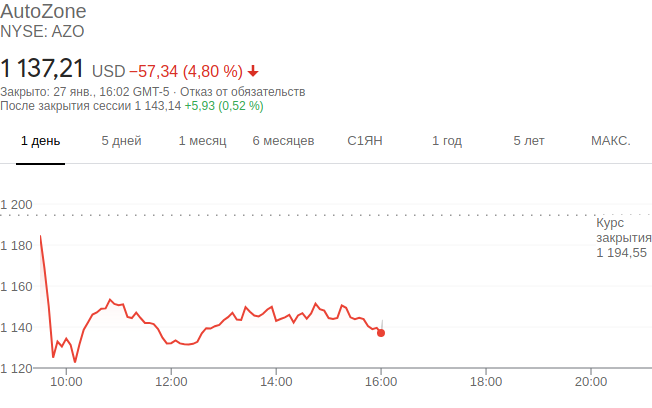 AutoZone
NYSE: AZO
1 137,21 USD −57,34 (4,80 %)
Закрыто: 27 янв., 16:02 GMT-5 · Отказ от обязательств
После закрытия сессии 1 143,14 +5,93 (0,52 %)
1 день 5 дней 1 месяц 6 месяцев С1ЯН 1 год 5 лет МАКС.
1 200
Курс
закрытия
1 194,55
1 180
1 160
1 140
1 120
10:00 12:00 14:00 16:00 18:00 20:00